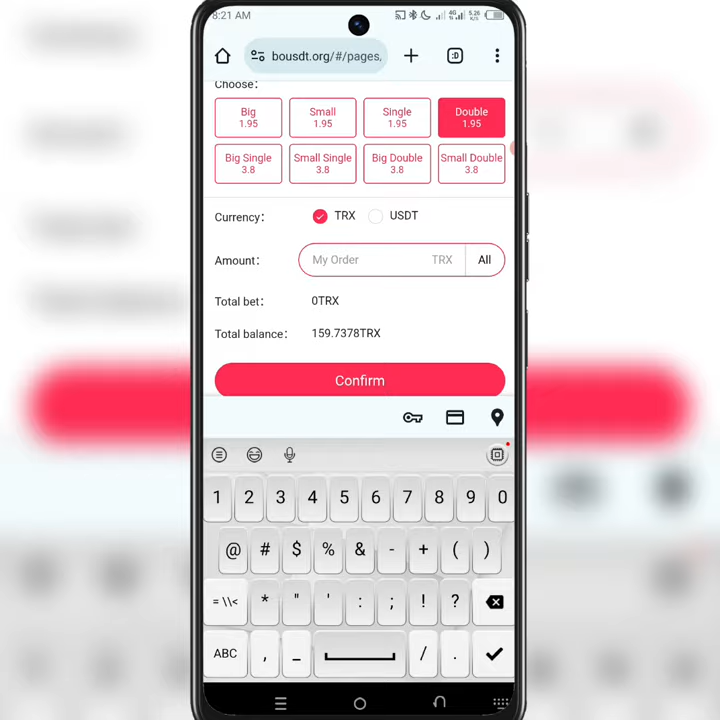 8:21 AM 4G 5.26 K/s
bousdt.org/#/pages, :D
Choose:
Big Small Single Double
1.95 1.95 1.95 1.95
Big Single Small Single Big Double Small Double
3.8 3.8 3.8 3.8
Currency: TRX USDT
Amount: My Order TRX All
Total bet: 0TRX
Total balance: 159.7378TRX
Confirm
1 2 3 4 5 6 7 8 9 0
@ # $ % & - + ( )
= \\< * " ' : ; ! ?
ABC , _ / .